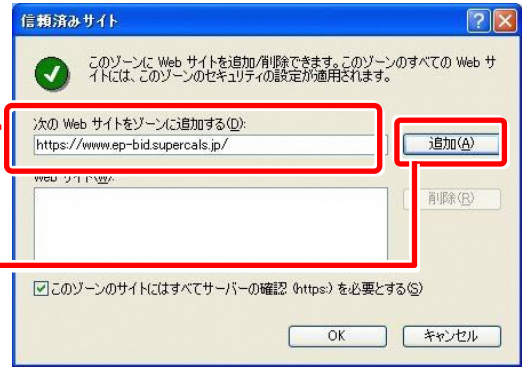 信頼済みサイト
このゾーンに Web サイトを追加/削除できます。このゾーンのすべての Web サ
イトには、このゾーンのセキュリティの設定が適用されます。
次の Web サイトをゾーンに追加する(D):
https://www.ep-bid.supercals.jp/
追加(A)
Web サイト(W):
削除(R)
このゾーンのサイトにはすべてサーバーの確認 (https:) を必要とする(S)
OK
キャンセル